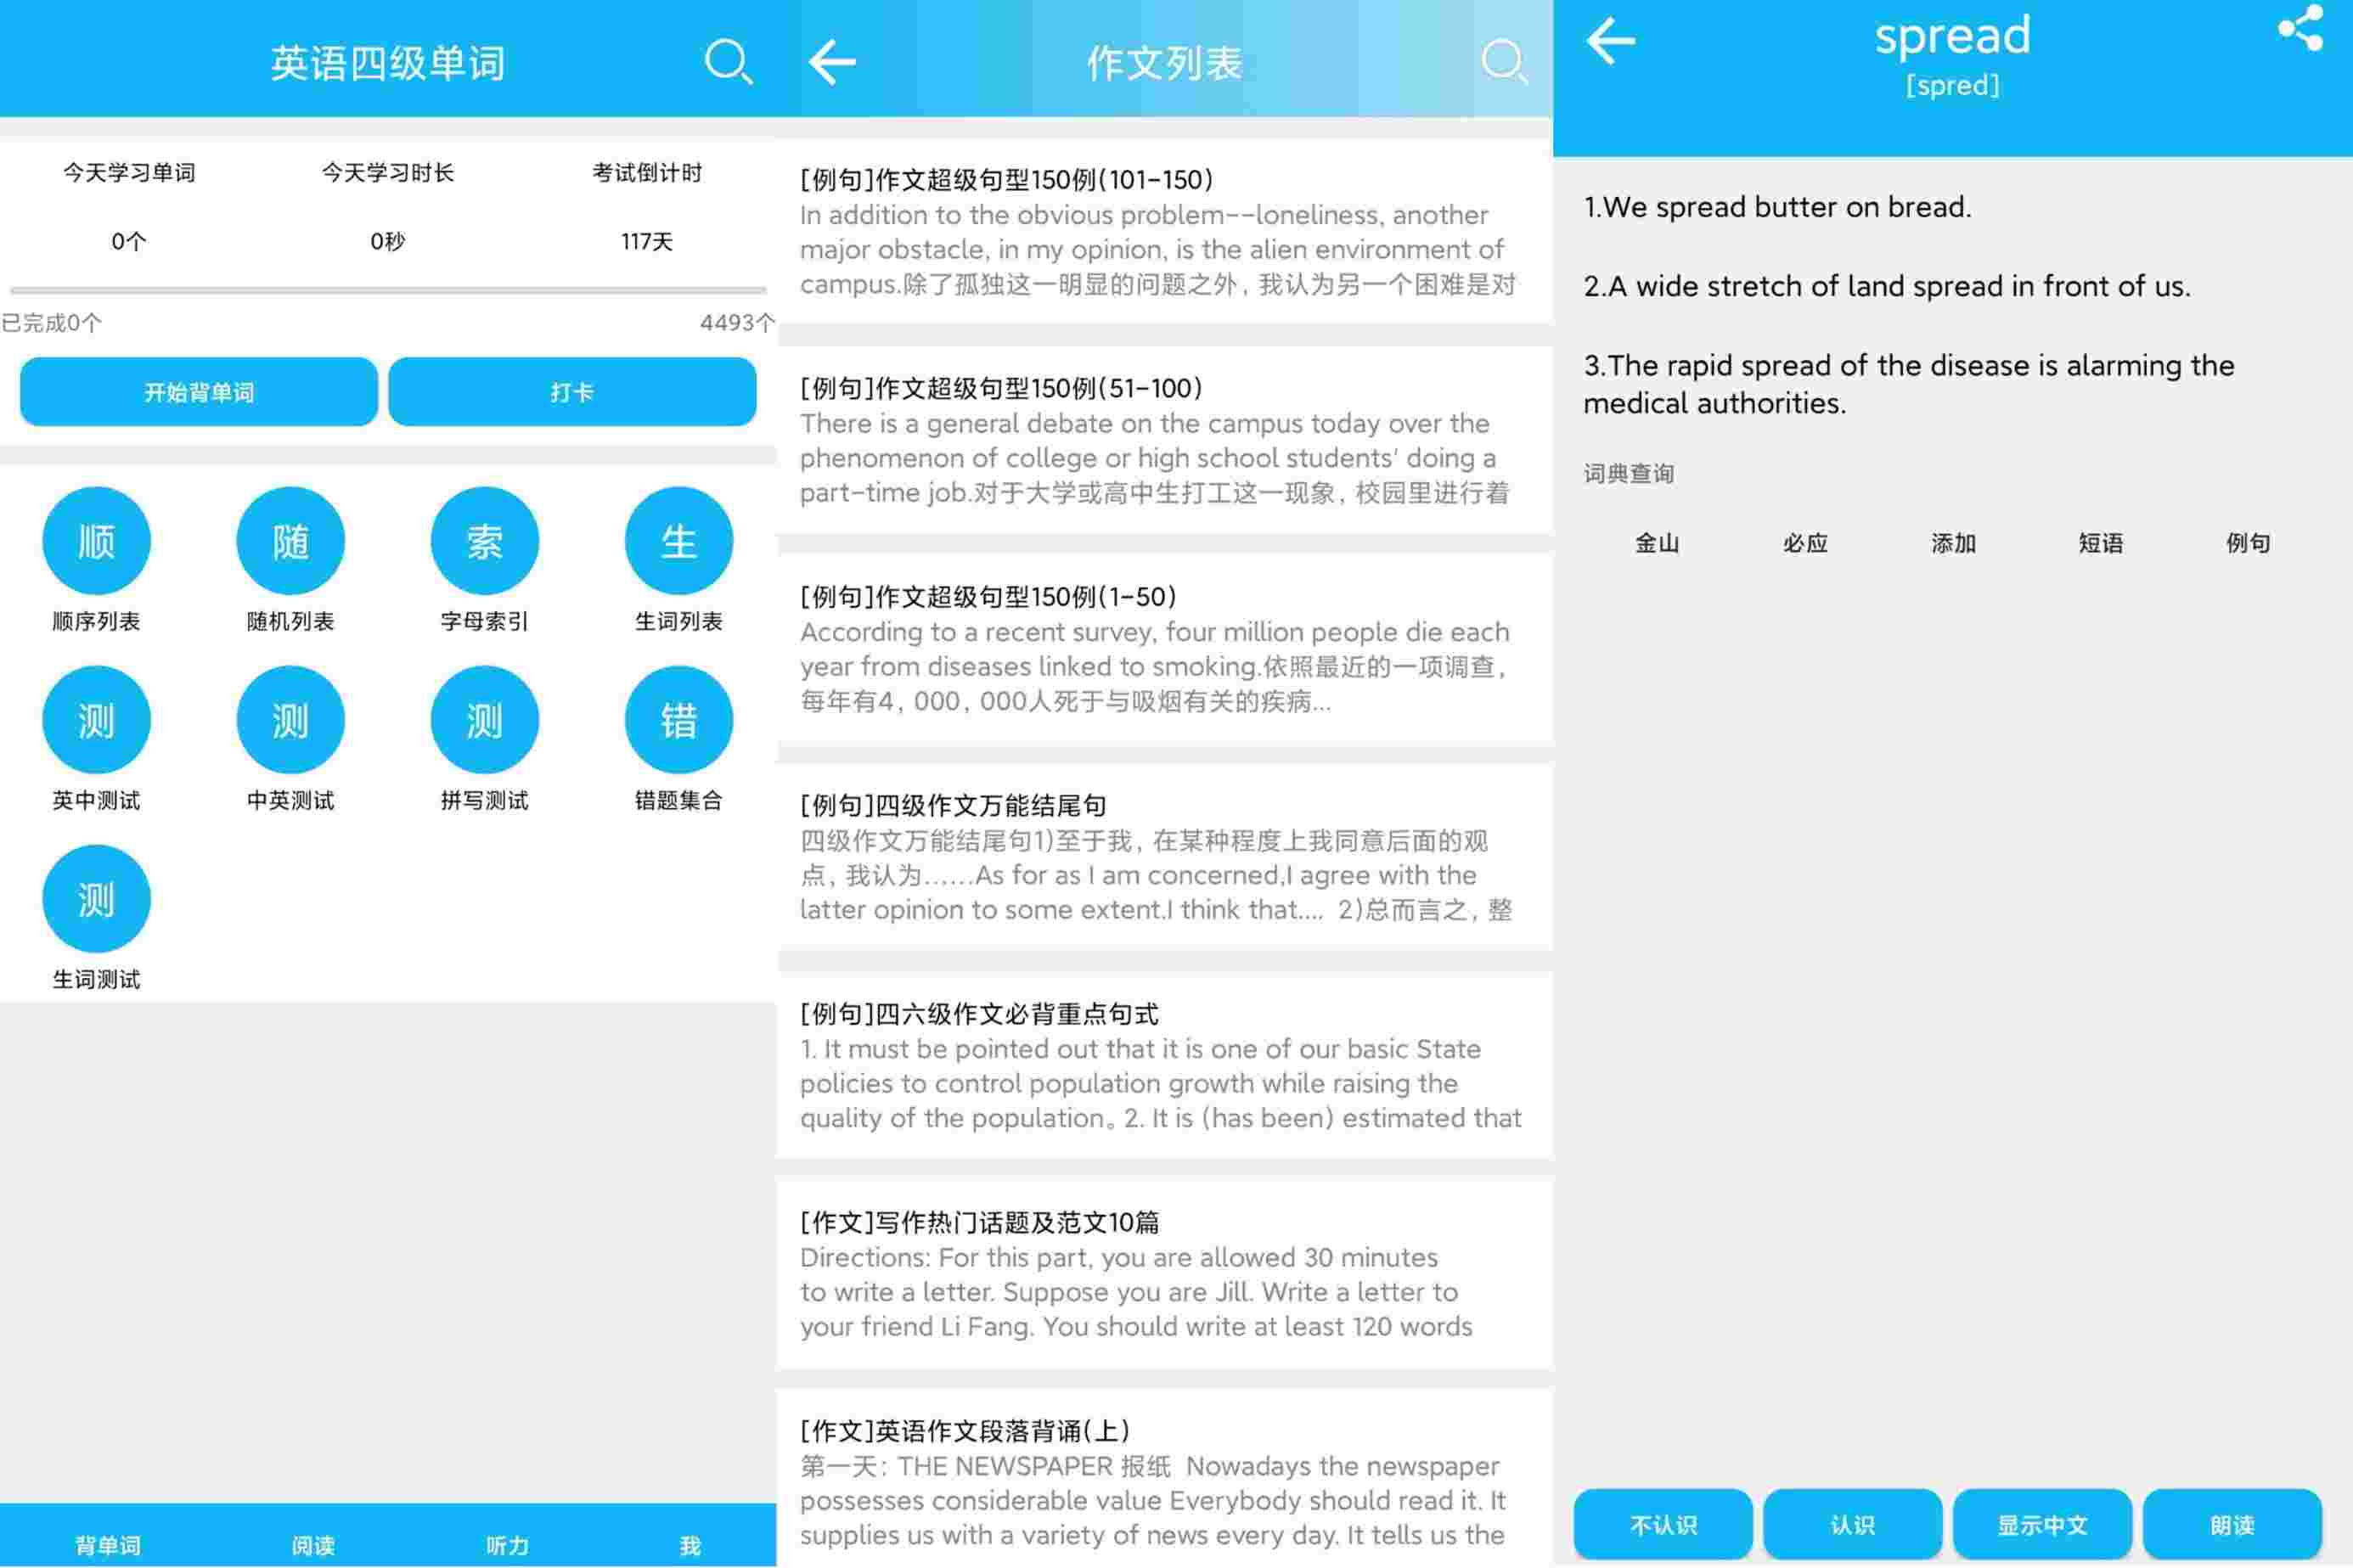 英语四级单词
今天学习单词 今天学习时长 考试倒计时
0个 0秒 117天
已完成0个 4493个
开始背单词 打卡
顺 随 索 生
顺序列表 随机列表 字母索引 生词列表
测 测 测 错
英中测试 中英测试 拼写测试 错题集合
测
生词测试
背单词 阅读 听力 我
作文列表
[例句]作文超级句型150例(101-150)
In addition to the obvious problem--loneliness, another
major obstacle, in my opinion, is the alien environment of
campus.除了孤独这一明显的问题之外，我认为另一个困难是对
[例句]作文超级句型150例(51-100)
There is a general debate on the campus today over the
phenomenon of college or high school students' doing a
part-time job.对于大学或高中生打工这一现象，校园里进行着
[例句]作文超级句型150例(1-50)
According to a recent survey, four million people die each
year from diseases linked to smoking.依照最近的一项调查，
每年有4，000，000人死于与吸烟有关的疾病...
[例句]四级作文万能结尾句
四级作文万能结尾句1)至于我，在某种程度上我同意后面的观
点，我认为……As for as I am concerned,I agree with the
latter opinion to some extent.I think that.... 2)总而言之，整
[例句]四六级作文必背重点句式
1. It must be pointed out that it is one of our basic State
policies to control population growth while raising the
quality of the population。2. It is (has been) estimated that
[作文]写作热门话题及范文10篇
Directions: For this part, you are allowed 30 minutes
to write a letter. Suppose you are Jill. Write a letter to
your friend Li Fang. You should write at least 120 words
[作文]英语作文段落背诵(上)
第一天：THE NEWSPAPER 报纸 Nowadays the newspaper
possesses considerable value Everybody should read it. It
supplies us with a variety of news every day. It tells us the
spread
[spred]
1.We spread butter on bread.
2.A wide stretch of land spread in front of us.
3.The rapid spread of the disease is alarming the
medical authorities.
词典查询
金山 必应 添加 短语 例句
不认识 认识 显示中文 朗读